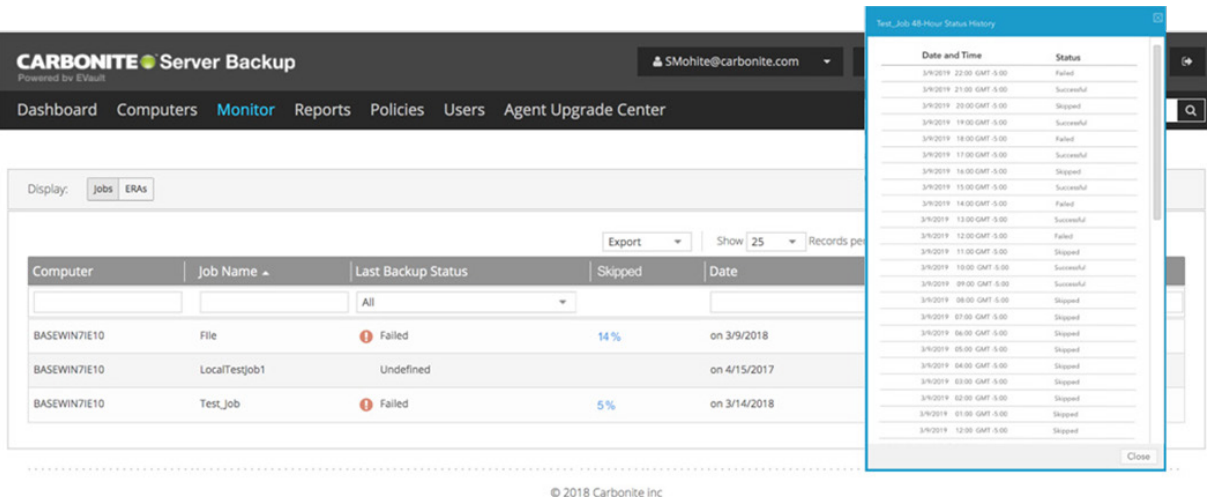 CARBONITE Server Backup
Powered by EVault
SMohite@carbonite.com
Dashboard Computers Monitor Reports Policies Users Agent Upgrade Center
Display: Jobs ERAs
Export Show 25 Records per
Computer Job Name Last Backup Status Skipped Date
All
BASEWIN7IE10 FIle Failed 14 % on 3/9/2018
BASEWIN7IE10 LocalTestJob1 Undefined on 4/15/2017
BASEWIN7IE10 Test_Job Failed 5 % on 3/14/2018
© 2018 Carbonite inc
Test_Job 48-Hour Status History
Date and Time Status
3/9/2019 22:00 GMT -5:00 Failed
3/9/2019 21:00 GMT -5:00 Successful
3/9/2019 20:00 GMT -5:00 Skipped
3/9/2019 19:00 GMT -5:00 Successful
3/9/2019 18:00 GMT -5:00 Failed
3/9/2019 17:00 GMT -5:00 Successful
3/9/2019 16:00 GMT -5:00 Skipped
3/9/2019 15:00 GMT -5:00 Successful
3/9/2019 14:00 GMT -5:00 Failed
3/9/2019 13:00 GMT -5:00 Successful
3/9/2019 12:00 GMT -5:00 Failed
3/9/2019 11:00 GMT -5:00 Skipped
3/9/2019 10:00 GMT -5:00 Successful
3/9/2019 09:00 GMT -5:00 Successful
3/9/2019 08:00 GMT -5:00 Skipped
3/9/2019 07:00 GMT -5:00 Skipped
3/9/2019 06:00 GMT -5:00 Skipped
3/9/2019 05:00 GMT -5:00 Skipped
3/9/2019 04:00 GMT -5:00 Skipped
3/9/2019 03:00 GMT -5:00 Skipped
3/9/2019 02:00 GMT -5:00 Skipped
3/9/2019 01:00 GMT -5:00 Skipped
3/9/2019 12:00 GMT -5:00 Skipped
Close